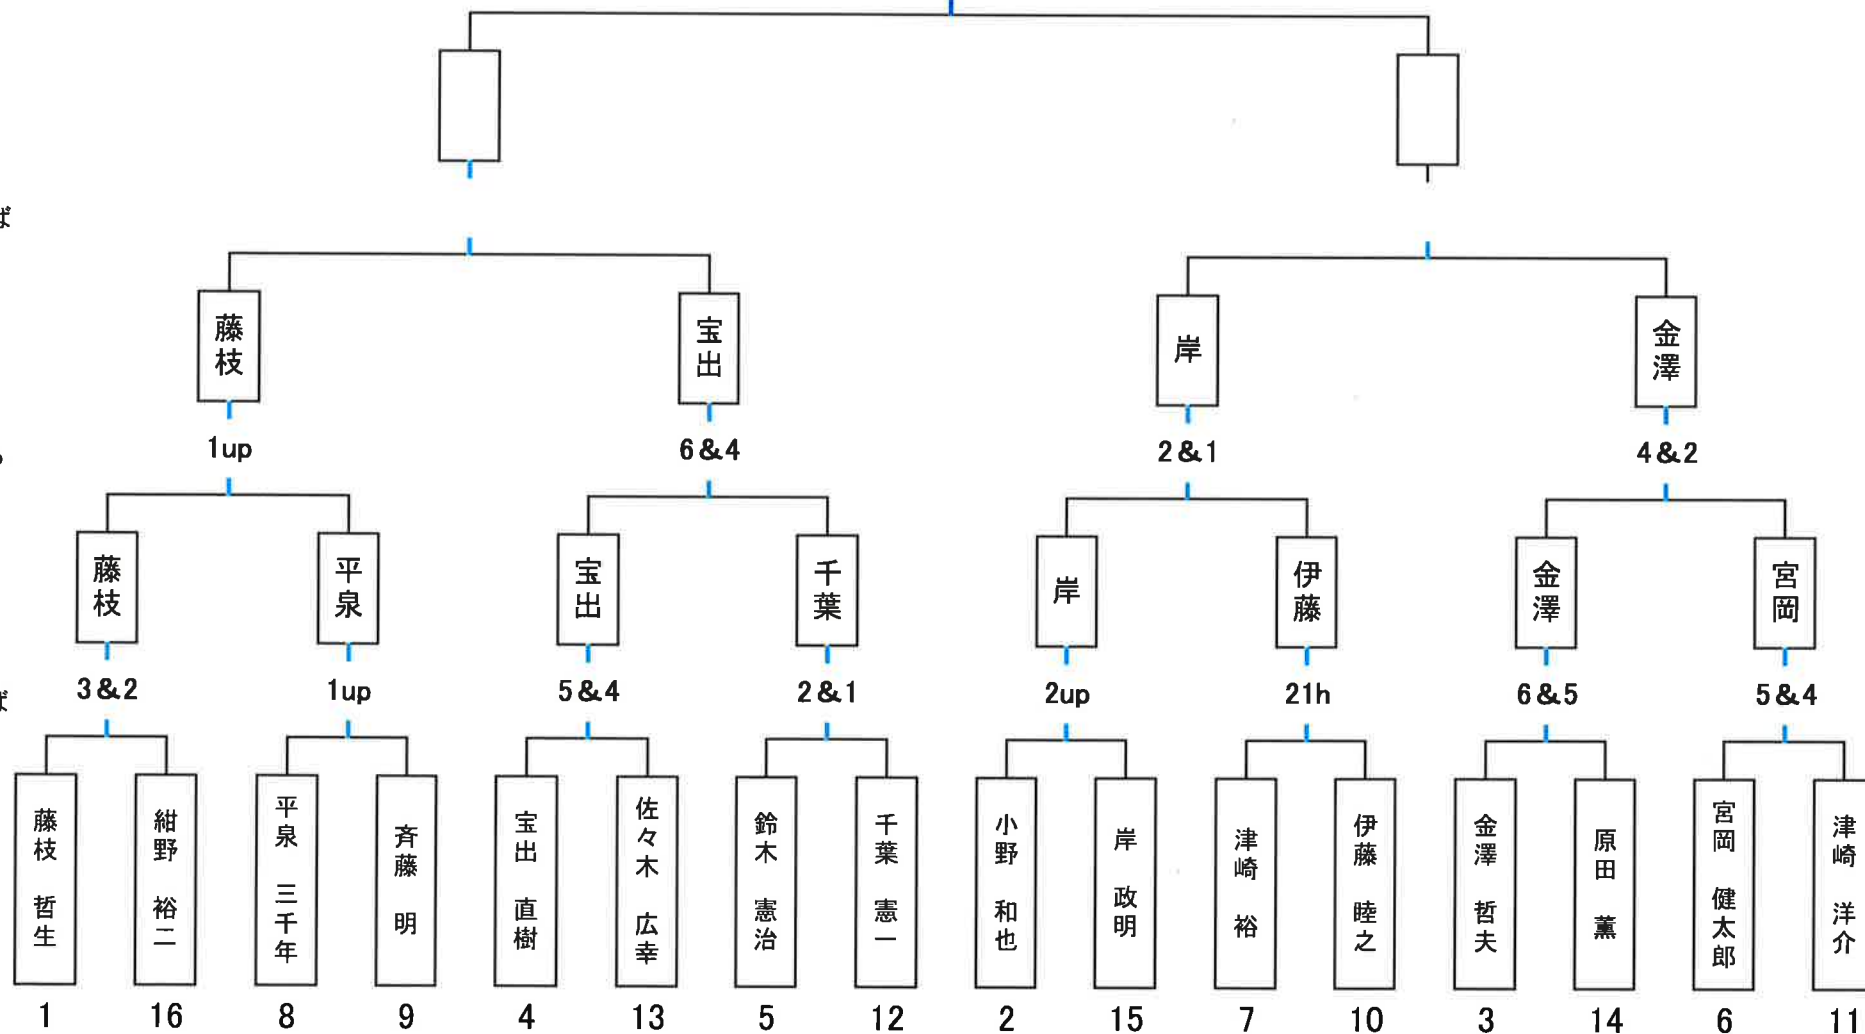 ば
藤枝
宝出
岸
金澤
1up
6&4
2&1
4&2
藤枝
平泉
宝出
千葉
岸
伊藤
金澤
宮岡
ば
3&2
1up
5&4
2&1
2up
21h
6&5
5&4
藤枝 哲生
紺野 裕二
平泉 三千年
斉藤 明
宝出 直樹
佐々木 広幸
鈴木 憲治
千葉 憲一
小野 和也
岸 政明
津崎 裕
伊藤 睦之
金澤 哲夫
原田 薫
宮岡 健太郎
津崎 洋介
1
16
8
9
4
13
5
12
2
15
7
10
3
14
6
11